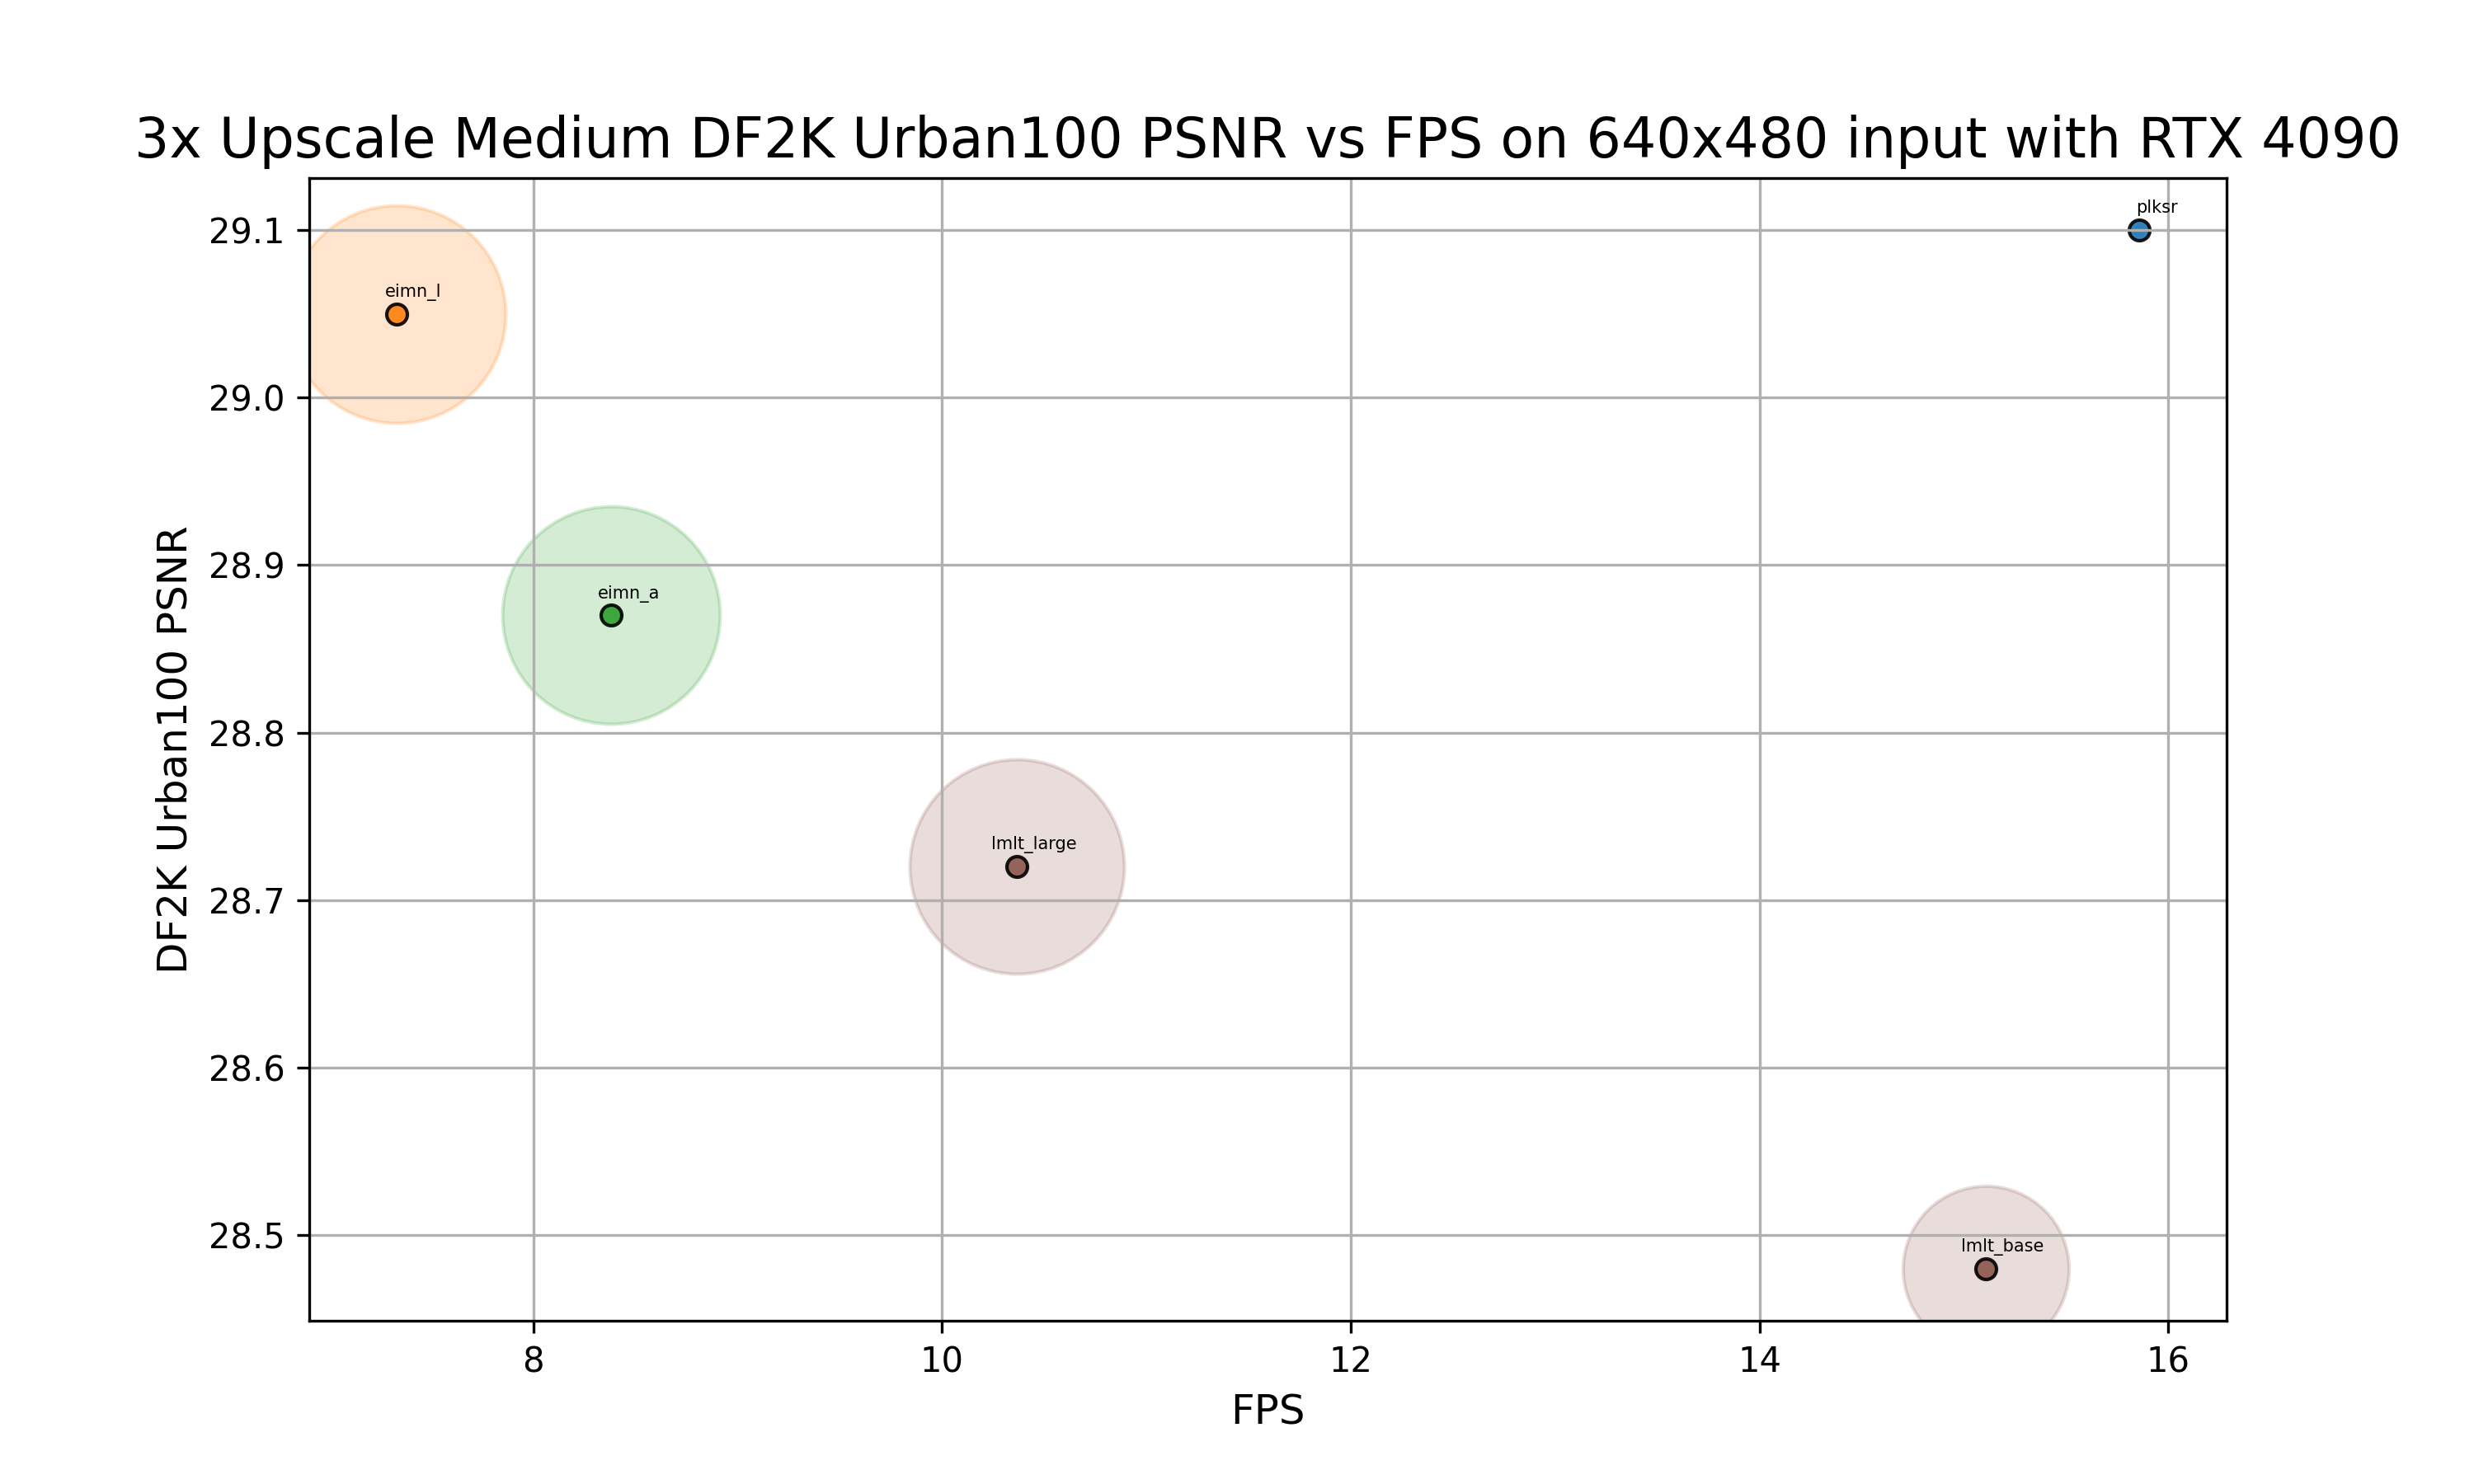 3x Upscale Medium DF2K Urban100 PSNR vs FPS on 640x480 input with RTX 4090
DF2K Urban100 PSNR
29.1
29.0
28.9
28.8
28.7
28.6
28.5
plksr
eimn_l
eimn_a
lmlt_large
lmlt_base
8
10
12
14
16
FPS